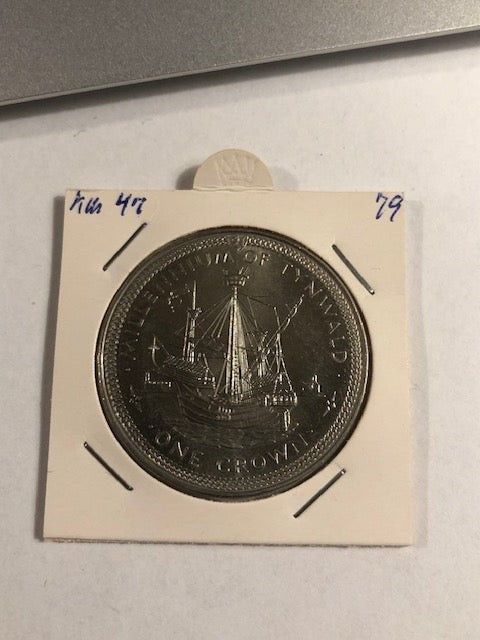 KM 47 79
MILLENNIUM OF TYNWALD
ONE CROWN